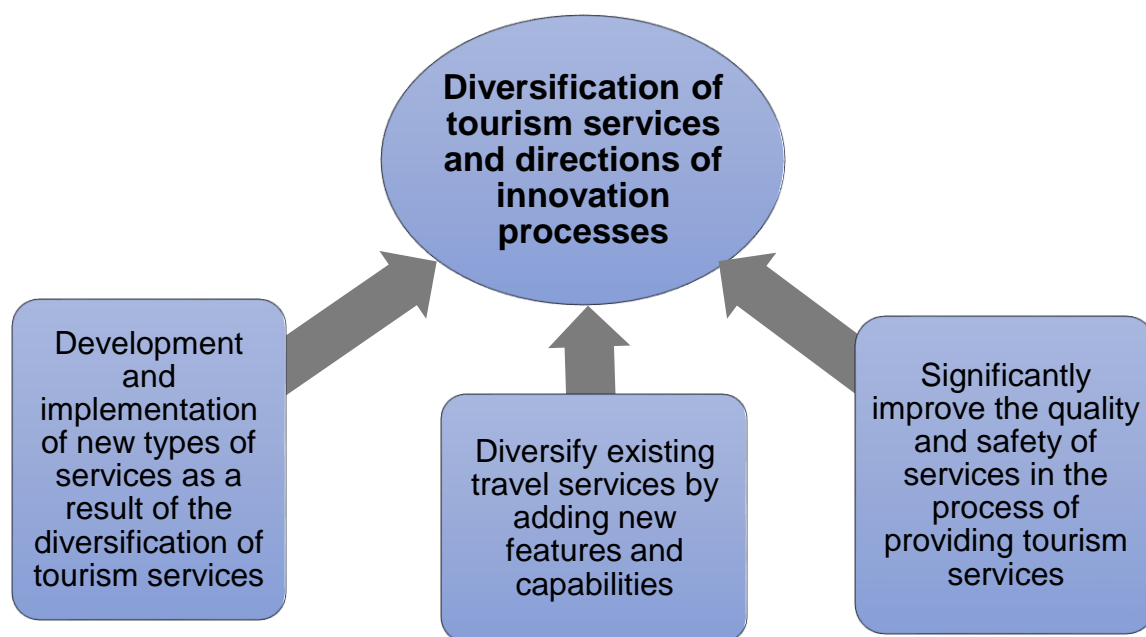 Diversification of
tourism services
and directions of
innovation
processes
Development
and
implementation
of new types of
services as a
result of the
diversification of
tourism services
Diversify existing
travel services by
adding new
features and
capabilities
Significantly
improve the quality
and safety of
services in the
process of
providing tourism
services